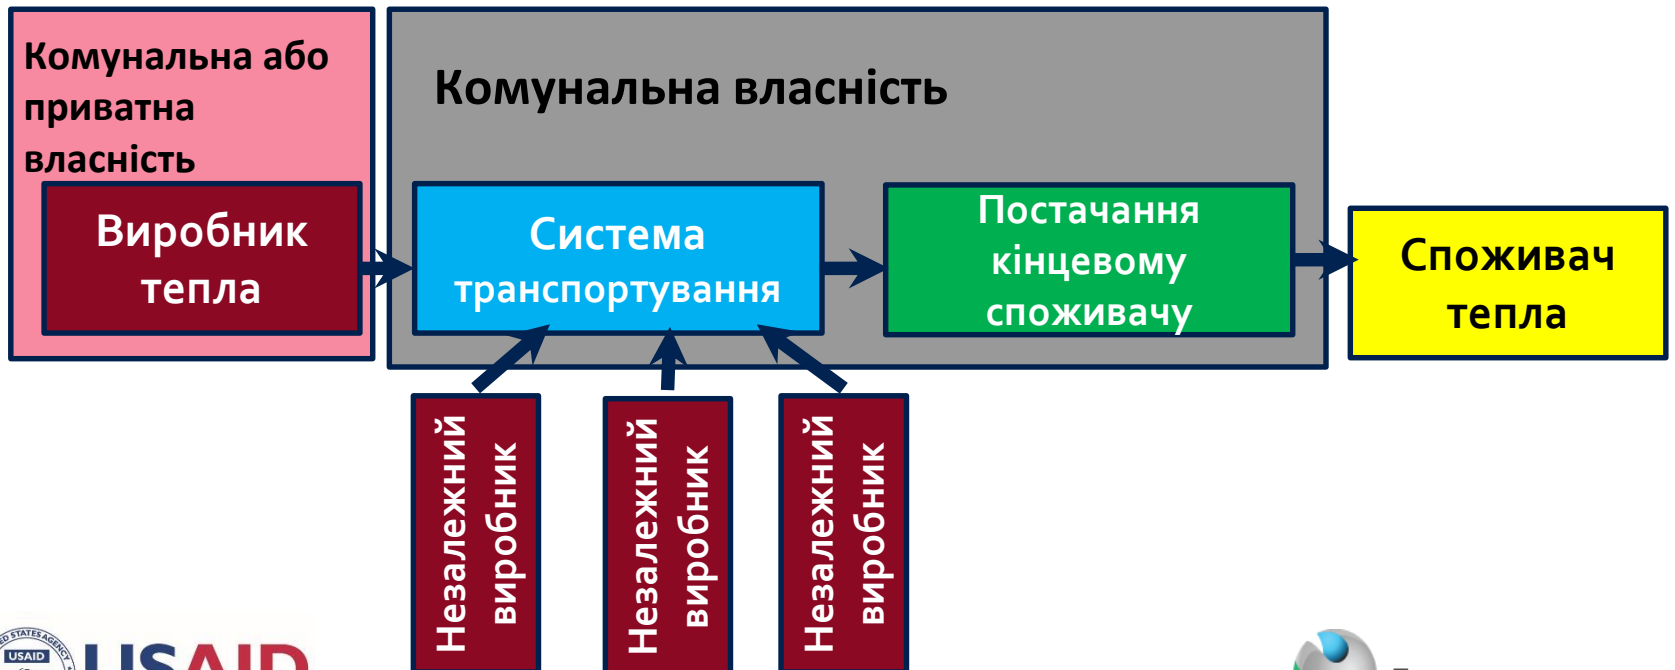 Комунальна або
приватна
власність
Комунальна власність
Виробник
тепла
Система
транспортування
Постачання
кінцевому
споживачу
Споживач
тепла
Незалежний
виробник
Незалежний
виробник
Незалежний
виробник
USAID
USAID